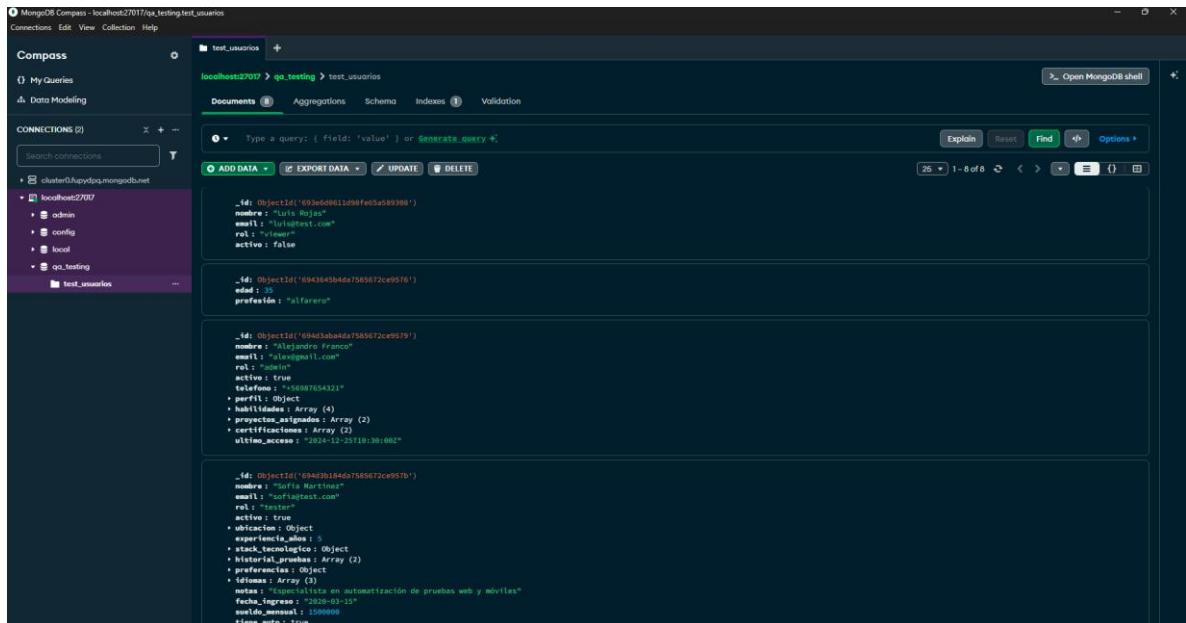 MongoDB Compass - localhost:27017/qa_testing.test_usuarios
Connections Edit View Collection Help
Compass
test_usuarios
{} My Queries
Data Modeling
localhost:27017 > qa_testing > test_usuarios
>_ Open MongoDB shell
Documents 8 Aggregations Schema Indexes 1 Validation
CONNECTIONS (2)
Search connections
Type a query: { field: 'value' } or Generate query
Explain Reset Find </> Options
ADD DATA EXPORT DATA UPDATE DELETE
25 1 – 8 of 8
cluster0.fupydpq.mongodb.net
localhost:27017
admin
config
local
qa_testing
test_usuarios
_id: ObjectId('693e6d0611d98fe65a589308')
nombre : "Luis Rojas"
email : "luis@test.com"
rol : "viewer"
activo : false
_id: ObjectId('6943645b4da7585672ce9576')
edad : 35
profesión : "alfarero"
_id: ObjectId('694d3aba4da7585672ce9579')
nombre : "Alejandro Franco"
email : "alex@gmail.com"
rol : "admin"
activo : true
telefono : "+56987654321"
perfil : Object
habilidades : Array (4)
proyectos_asignados : Array (2)
certificaciones : Array (2)
ultimo_acceso : "2024-12-25T10:30:00Z"
_id: ObjectId('694d3b184da7585672ce957b')
nombre : "Sofía Martínez"
email : "sofia@test.com"
rol : "tester"
activo : true
ubicacion : Object
experiencia_años : 5
stack_tecnologico : Object
historial_pruebas : Array (2)
preferencias : Object
idiomas : Array (3)
notas : "Especialista en automatización de pruebas web y móviles"
fecha_ingreso : "2020-03-15"
sueldo_mensual : 1500000
tiene_auto : true